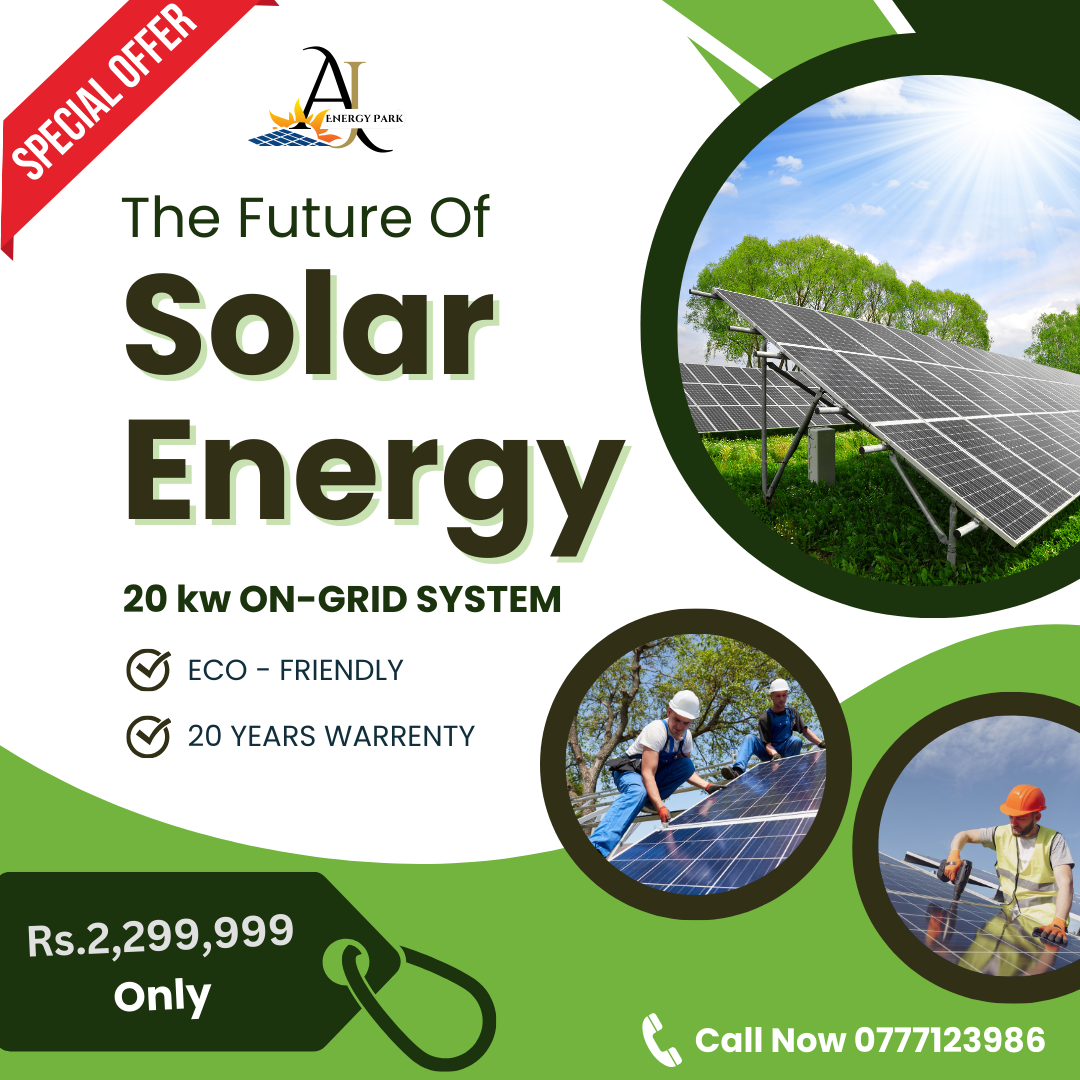 SPECIAL OFFER
AJ
ENERGY PARK
The Future Of
Solar
Energy
20 kw ON-GRID SYSTEM
ECO - FRIENDLY
20 YEARS WARRENTY
Rs.2,299,999
Only
Call Now 0777123986